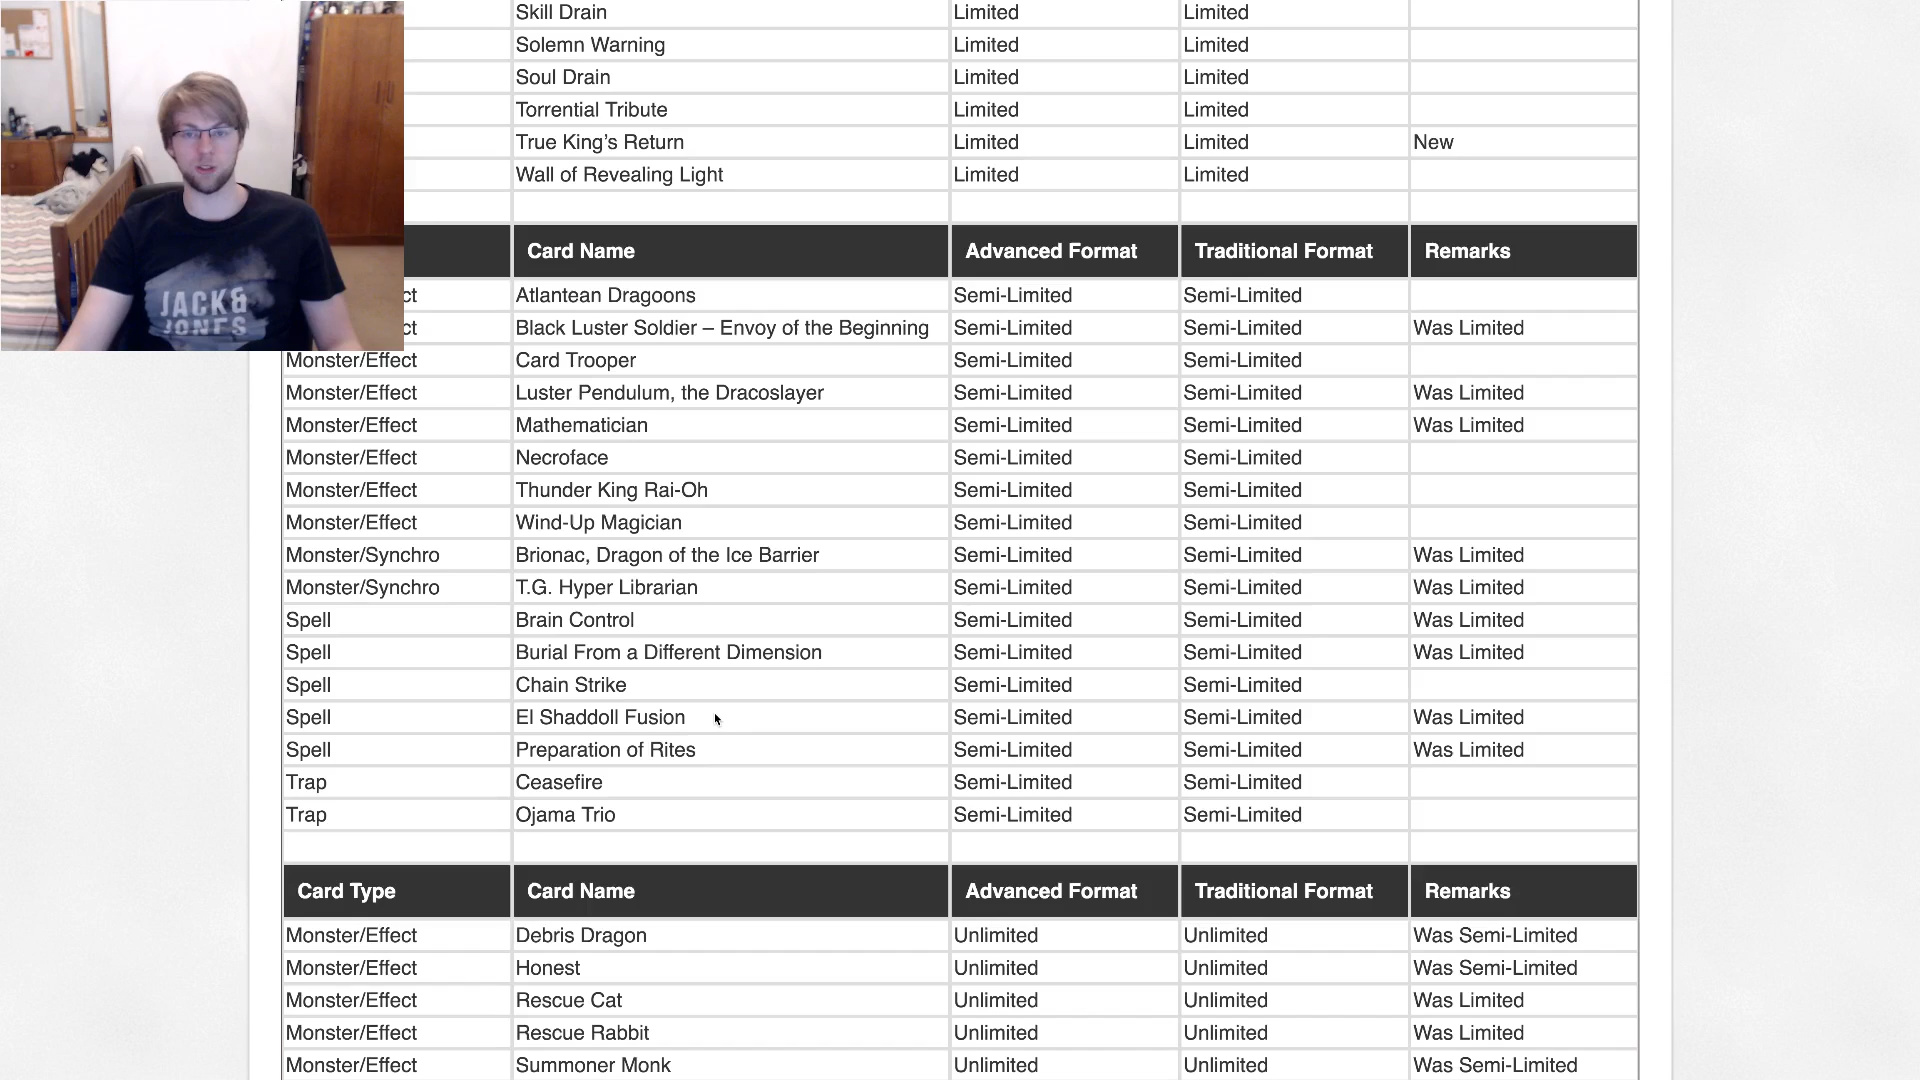 Skill Drain Limited Limited
Solemn Warning Limited Limited
Soul Drain Limited Limited
Torrential Tribute Limited Limited
True King’s Return Limited Limited New
Wall of Revealing Light Limited Limited
Card Name Advanced Format Traditional Format Remarks
ct Atlantean Dragoons Semi-Limited Semi-Limited
ct Black Luster Soldier – Envoy of the Beginning Semi-Limited Semi-Limited Was Limited
Monster/Effect Card Trooper Semi-Limited Semi-Limited
Monster/Effect Luster Pendulum, the Dracoslayer Semi-Limited Semi-Limited Was Limited
Monster/Effect Mathematician Semi-Limited Semi-Limited Was Limited
Monster/Effect Necroface Semi-Limited Semi-Limited
Monster/Effect Thunder King Rai-Oh Semi-Limited Semi-Limited
Monster/Effect Wind-Up Magician Semi-Limited Semi-Limited
Monster/Synchro Brionac, Dragon of the Ice Barrier Semi-Limited Semi-Limited Was Limited
Monster/Synchro T.G. Hyper Librarian Semi-Limited Semi-Limited Was Limited
Spell Brain Control Semi-Limited Semi-Limited Was Limited
Spell Burial From a Different Dimension Semi-Limited Semi-Limited Was Limited
Spell Chain Strike Semi-Limited Semi-Limited
Spell El Shaddoll Fusion Semi-Limited Semi-Limited Was Limited
Spell Preparation of Rites Semi-Limited Semi-Limited Was Limited
Trap Ceasefire Semi-Limited Semi-Limited
Trap Ojama Trio Semi-Limited Semi-Limited
Card Type Card Name Advanced Format Traditional Format Remarks
Monster/Effect Debris Dragon Unlimited Unlimited Was Semi-Limited
Monster/Effect Honest Unlimited Unlimited Was Semi-Limited
Monster/Effect Rescue Cat Unlimited Unlimited Was Limited
Monster/Effect Rescue Rabbit Unlimited Unlimited Was Limited
Monster/Effect Summoner Monk Unlimited Unlimited Was Semi-Limited
JACK&
JONES